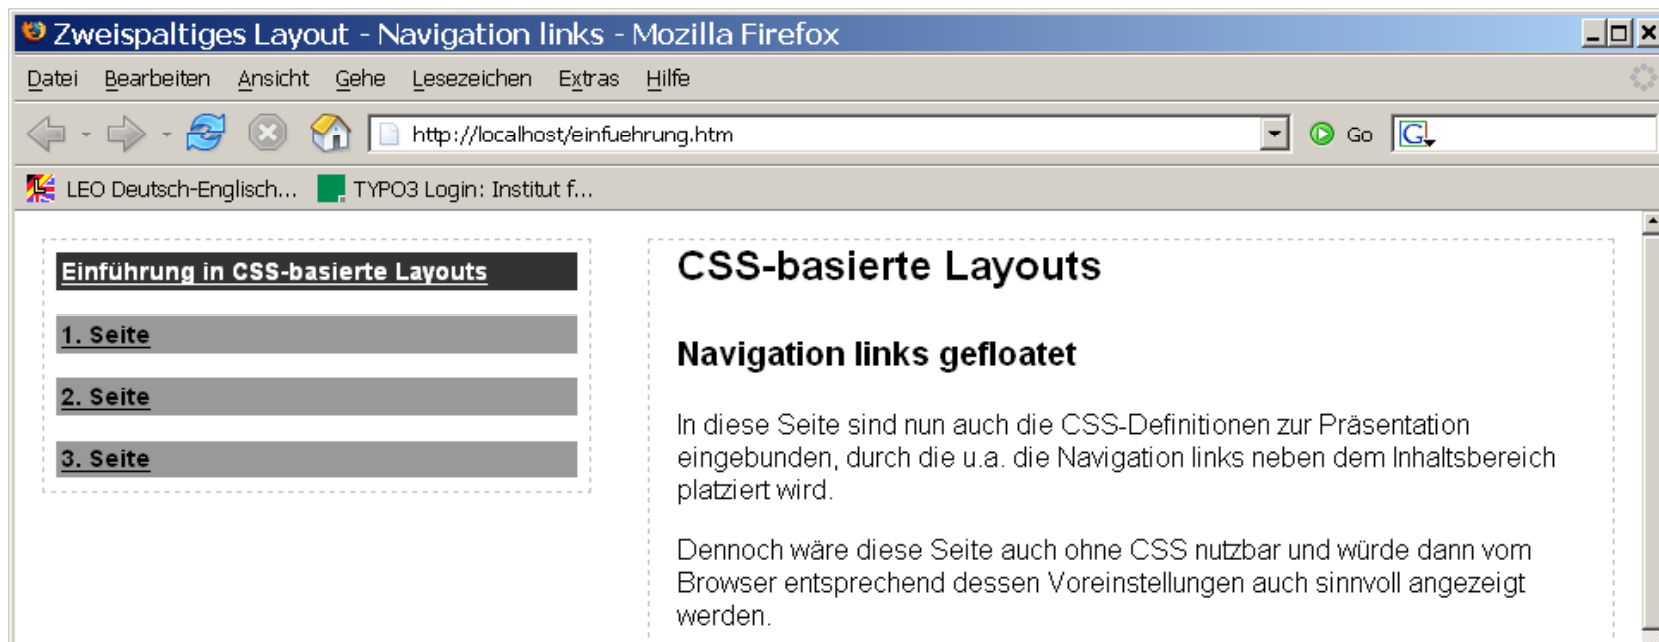 Zweispaltiges Layout - Navigation links - Mozilla Firefox
Datei Bearbeiten Ansicht Gehe Lesezeichen Extras Hilfe
http://localhost/einfuehrung.htm Go G
LEO Deutsch-Englisch... TYPO3 Login: Institut f...
Einführung in CSS-basierte Layouts
1. Seite
2. Seite
3. Seite
CSS-basierte Layouts
Navigation links gefloatet
In diese Seite sind nun auch die CSS-Definitionen zur Präsentation
eingebunden, durch die u.a. die Navigation links neben dem Inhaltsbereich
platziert wird.
Dennoch wäre diese Seite auch ohne CSS nutzbar und würde dann vom
Browser entsprechend dessen Voreinstellungen auch sinnvoll angezeigt
werden.